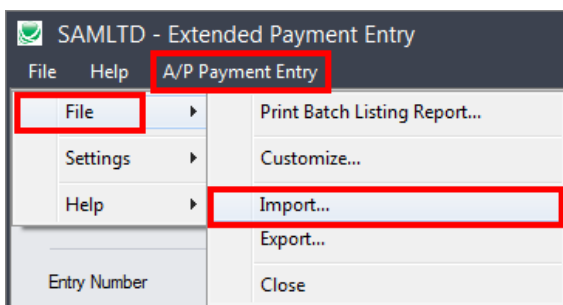 SAMLTD - Extended Payment Entry
File Help A/P Payment Entry
File Print Batch Listing Report...
Settings Customize...
Help Import...
Export...
Entry Number Close